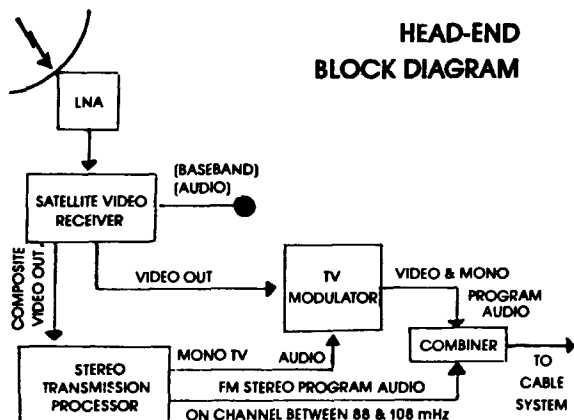 HEAD-END
BLOCK DIAGRAM
LNA
(BASEBAND)
(AUDIO)
SATELLITE VIDEO
RECEIVER
COMPOSITE
VIDEO OUT
VIDEO OUT
TV
MODULATOR
VIDEO & MONO
PROGRAM
AUDIO
COMBINER
TO
CABLE
SYSTEM
STEREO
TRANSMISSION
PROCESSOR
MONO TV AUDIO
FM STEREO PROGRAM AUDIO
ON CHANNEL BETWEEN 88 & 108 mHz